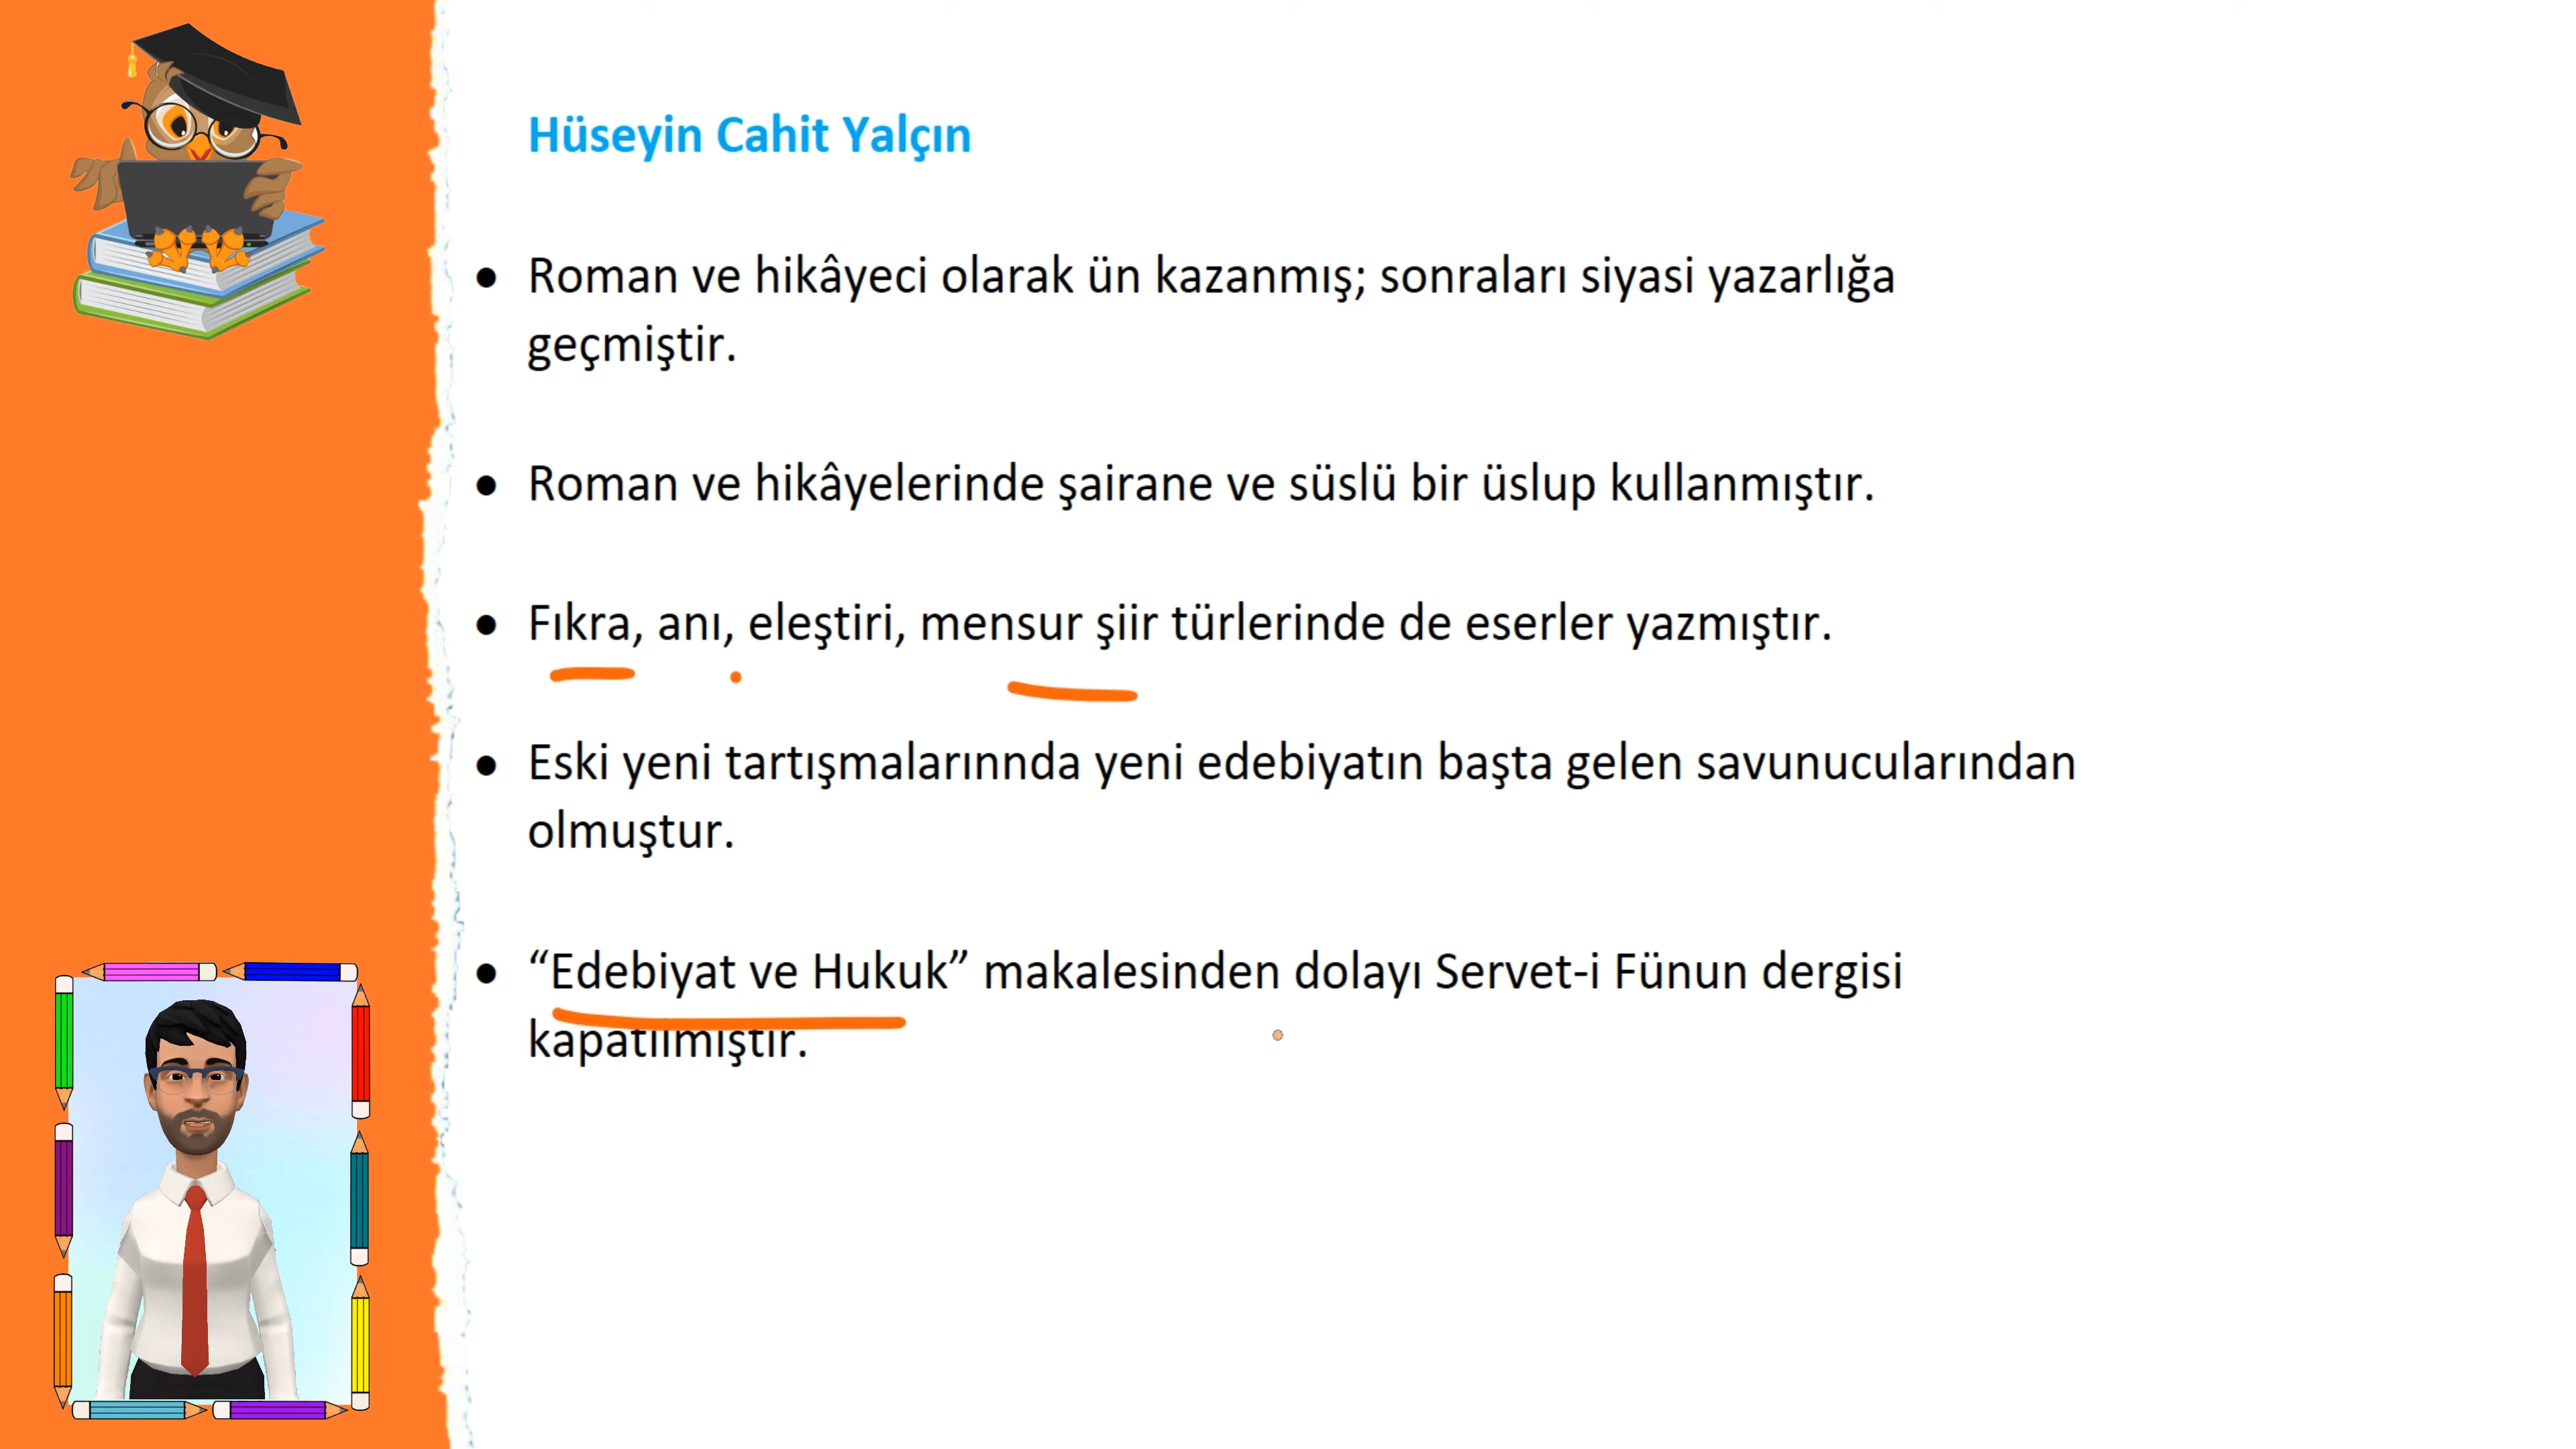 Hüseyin Cahit Yalçın
● Roman ve hikâyeci olarak ün kazanmış; sonraları siyasi yazarlığa
geçmiştir.
● Roman ve hikâyelerinde şairane ve süslü bir üslup kullanmıştır.
● Fıkra, anı, eleştiri, mensur şiir türlerinde de eserler yazmıştır.
● Eski yeni tartışmalarınnda yeni edebiyatın başta gelen savunucularından
olmuştur.
● “Edebiyat ve Hukuk” makalesinden dolayı Servet-i Fünun dergisi
kapatılmıştır.